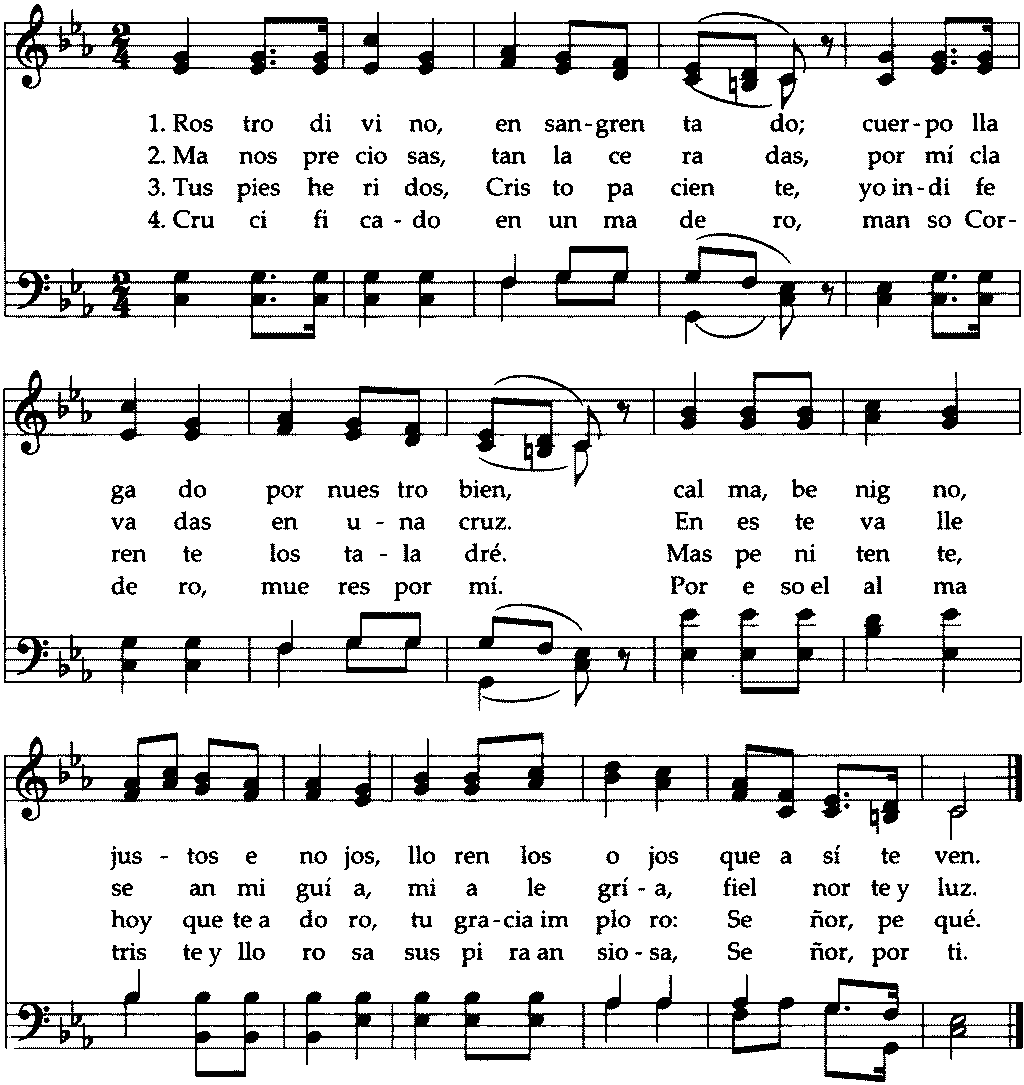 2 4
1. Ros tro di vi no, en san-gren ta do; cuer-po lla
2. Ma nos pre cio sas, tan la ce ra das, por mí cla
3. Tus pies he ri dos, Cris to pa cien te, yo in-di fe
4. Cru ci fi ca-do en un ma de ro, man so Cor-
2 4
ga do por nues tro bien, cal ma, be nig no,
va das en u-na cruz. En es te va lle
ren te los ta-la dré. Mas pe ni ten te,
de ro, mue res por mí. Por e so el al ma
jus-tos e no jos, llo ren los o jos que a sí te ven.
se an mi guí a, mi a le grí-a, fiel nor te y luz.
hoy que te a do ro, tu gra-cia im plo ro: Se ñor, pe qué.
tris te y llo ro sa sus pi ra an sio-sa, Se ñor, por ti.